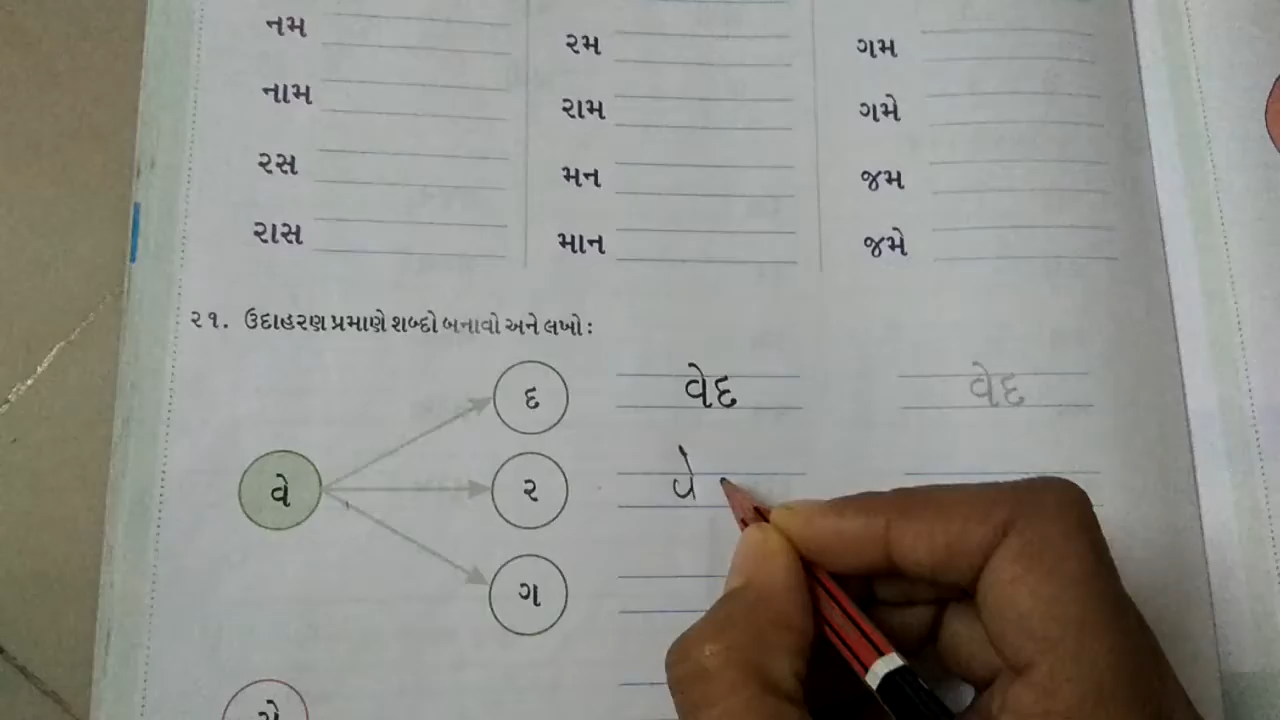 નમ
રમ
ગમ
નામ
રામ
ગમે
રસ
મન
જમ
રાસ
માન
જમે
૨૧. ઉદાહરણ પ્રમાણે શબ્દો બનાવો અને લખો :
વે
દ
વેદ
વેદ
ર
વે
ગ